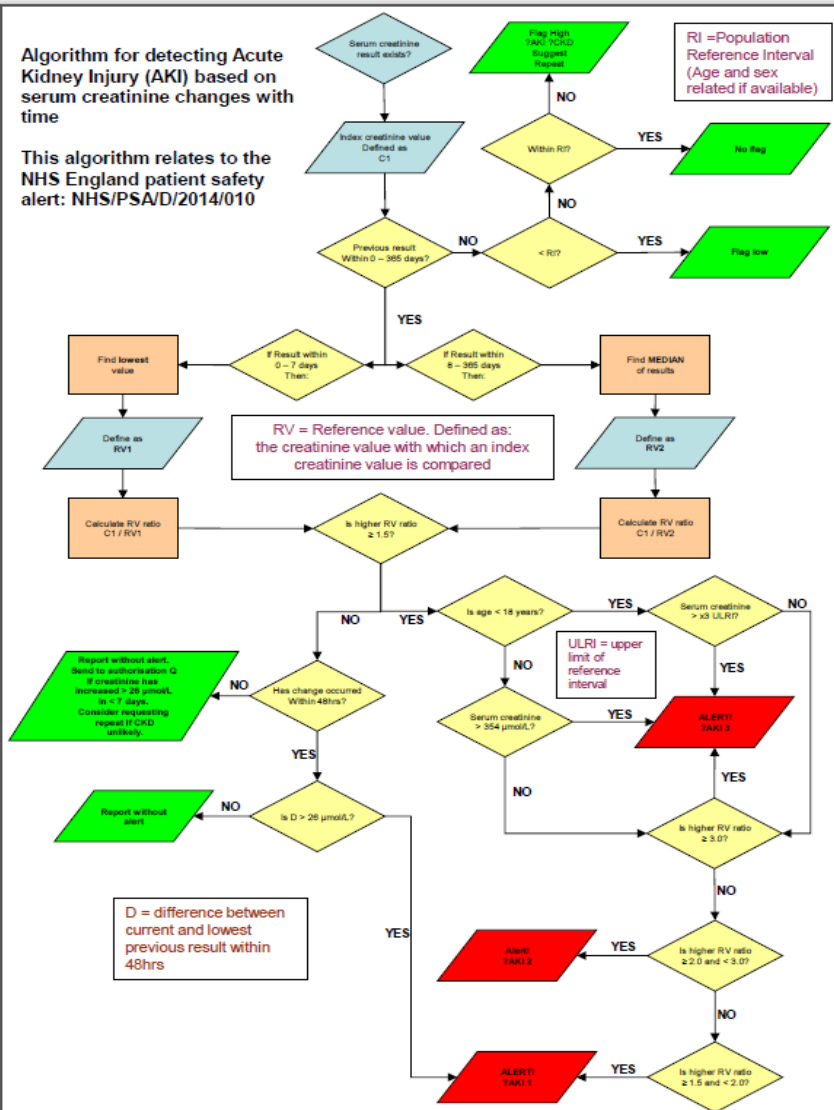 Algorithm for detecting Acute
Kidney Injury (AKI) based on
serum creatinine changes with
time
This algorithm relates to the
NHS England patient safety
alert: NHS/PSA/D/2014/010
Serum creatinine
result exists?
Flag High
?AKI ?CKD
Suggest
Repeat
RI =Population
Reference Interval
(Age and sex
related if available)
NO
Index creatinine value
Defined as
C1
Within RI?
YES
No flag
NO
Previous result
Within 0 – 365 days?
NO
< RI?
YES
Flag low
YES
Find lowest
value
If Result within
0 – 7 days
Then:
If Result within
8 – 365 days
Then:
Find MEDIAN
of results
Define as
RV1
RV = Reference value. Defined as:
the creatinine value with which an index
creatinine value is compared
Define as
RV2
Calculate RV ratio
C1 / RV1
Is higher RV ratio
≥ 1.5?
Calculate RV ratio
C1 / RV2
NO
YES
Is age < 18 years?
YES
Serum creatinine
> x3 ULRI?
NO
ULRI = upper
limit of
reference
interval
NO
YES
Report without alert.
Send to authorisation Q
If creatinine has
increased > 26 µmol/L
in < 7 days.
Consider requesting
repeat if CKD
unlikely.
NO
Has change occurred
Within 48hrs?
Serum creatinine
> 354 µmol/L?
YES
ALERT!
?AKI 3
YES
NO
YES
Report without
alert
NO
Is D > 26 µmol/L?
Is higher RV ratio
≥ 3.0?
NO
D = difference between
current and lowest
previous result within
48hrs
YES
Alert!
?AKI 2
YES
Is higher RV ratio
≥ 2.0 and < 3.0?
NO
ALERT!
?AKI 1
YES
Is higher RV ratio
≥ 1.5 and < 2.0?